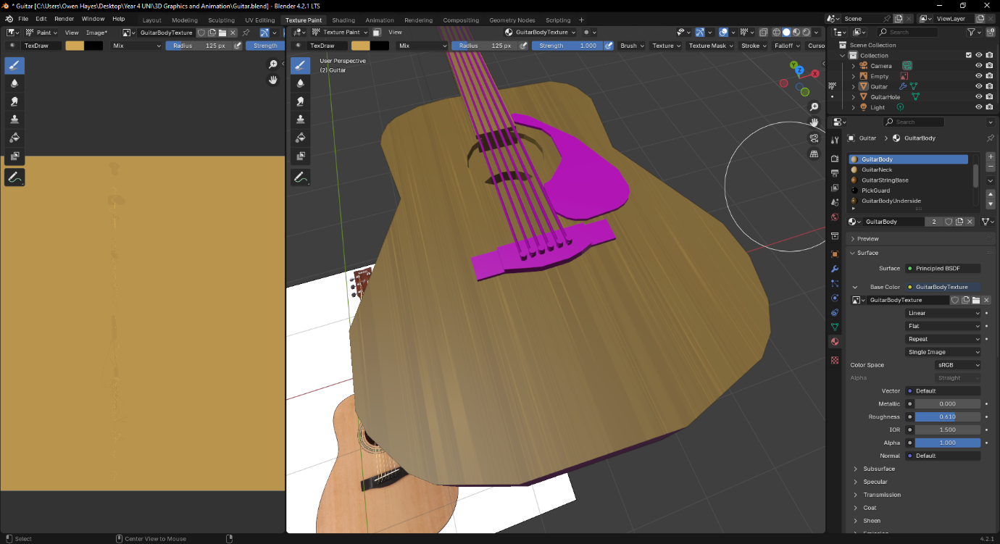 * Guitar [C:\Users\Owen Hayes\Desktop\Year 4 UNI\3D Graphics and Animation\Guitar.blend] - Blender 4.2.1 LTS
File Edit Render Window Help Layout Modeling Sculpting UV Editing Texture Paint Shading Animation Rendering Compositing Geometry Nodes Scripting + Scene ViewLayer
Paint View Image* GuitarBodyTexture Texture Paint View GuitarBodyTexture Search
TexDraw Mix Radius 125 px Strength TexDraw Mix Radius 125 px Strength 1.000 Brush Texture Texture Mask Stroke Falloff Curso
Scene Collection
Collection
User Perspective
(2) Guitar
Camera
Empty
Guitar
GuitarHole
Light
Y
Z
X
Search
Guitar > GuitarBody
GuitarBody
GuitarNeck
GuitarStringBase
PickGuard
GuitarBodyUnderside
GuitarBody 2
Preview
Surface
Surface Principled BSDF
Base Color GuitarBodyTexture
GuitarBodyTexture
Linear
Flat
Repeat
Single Image
Color Space sRGB
Alpha Straight
Vector Default
Metallic 0.000
Roughness 0.610
IOR 1.500
Alpha 1.000
Normal Default
Subsurface
Specular
Transmission
Coat
Sheen
Emission
Select Center View to Mouse 4.2.1